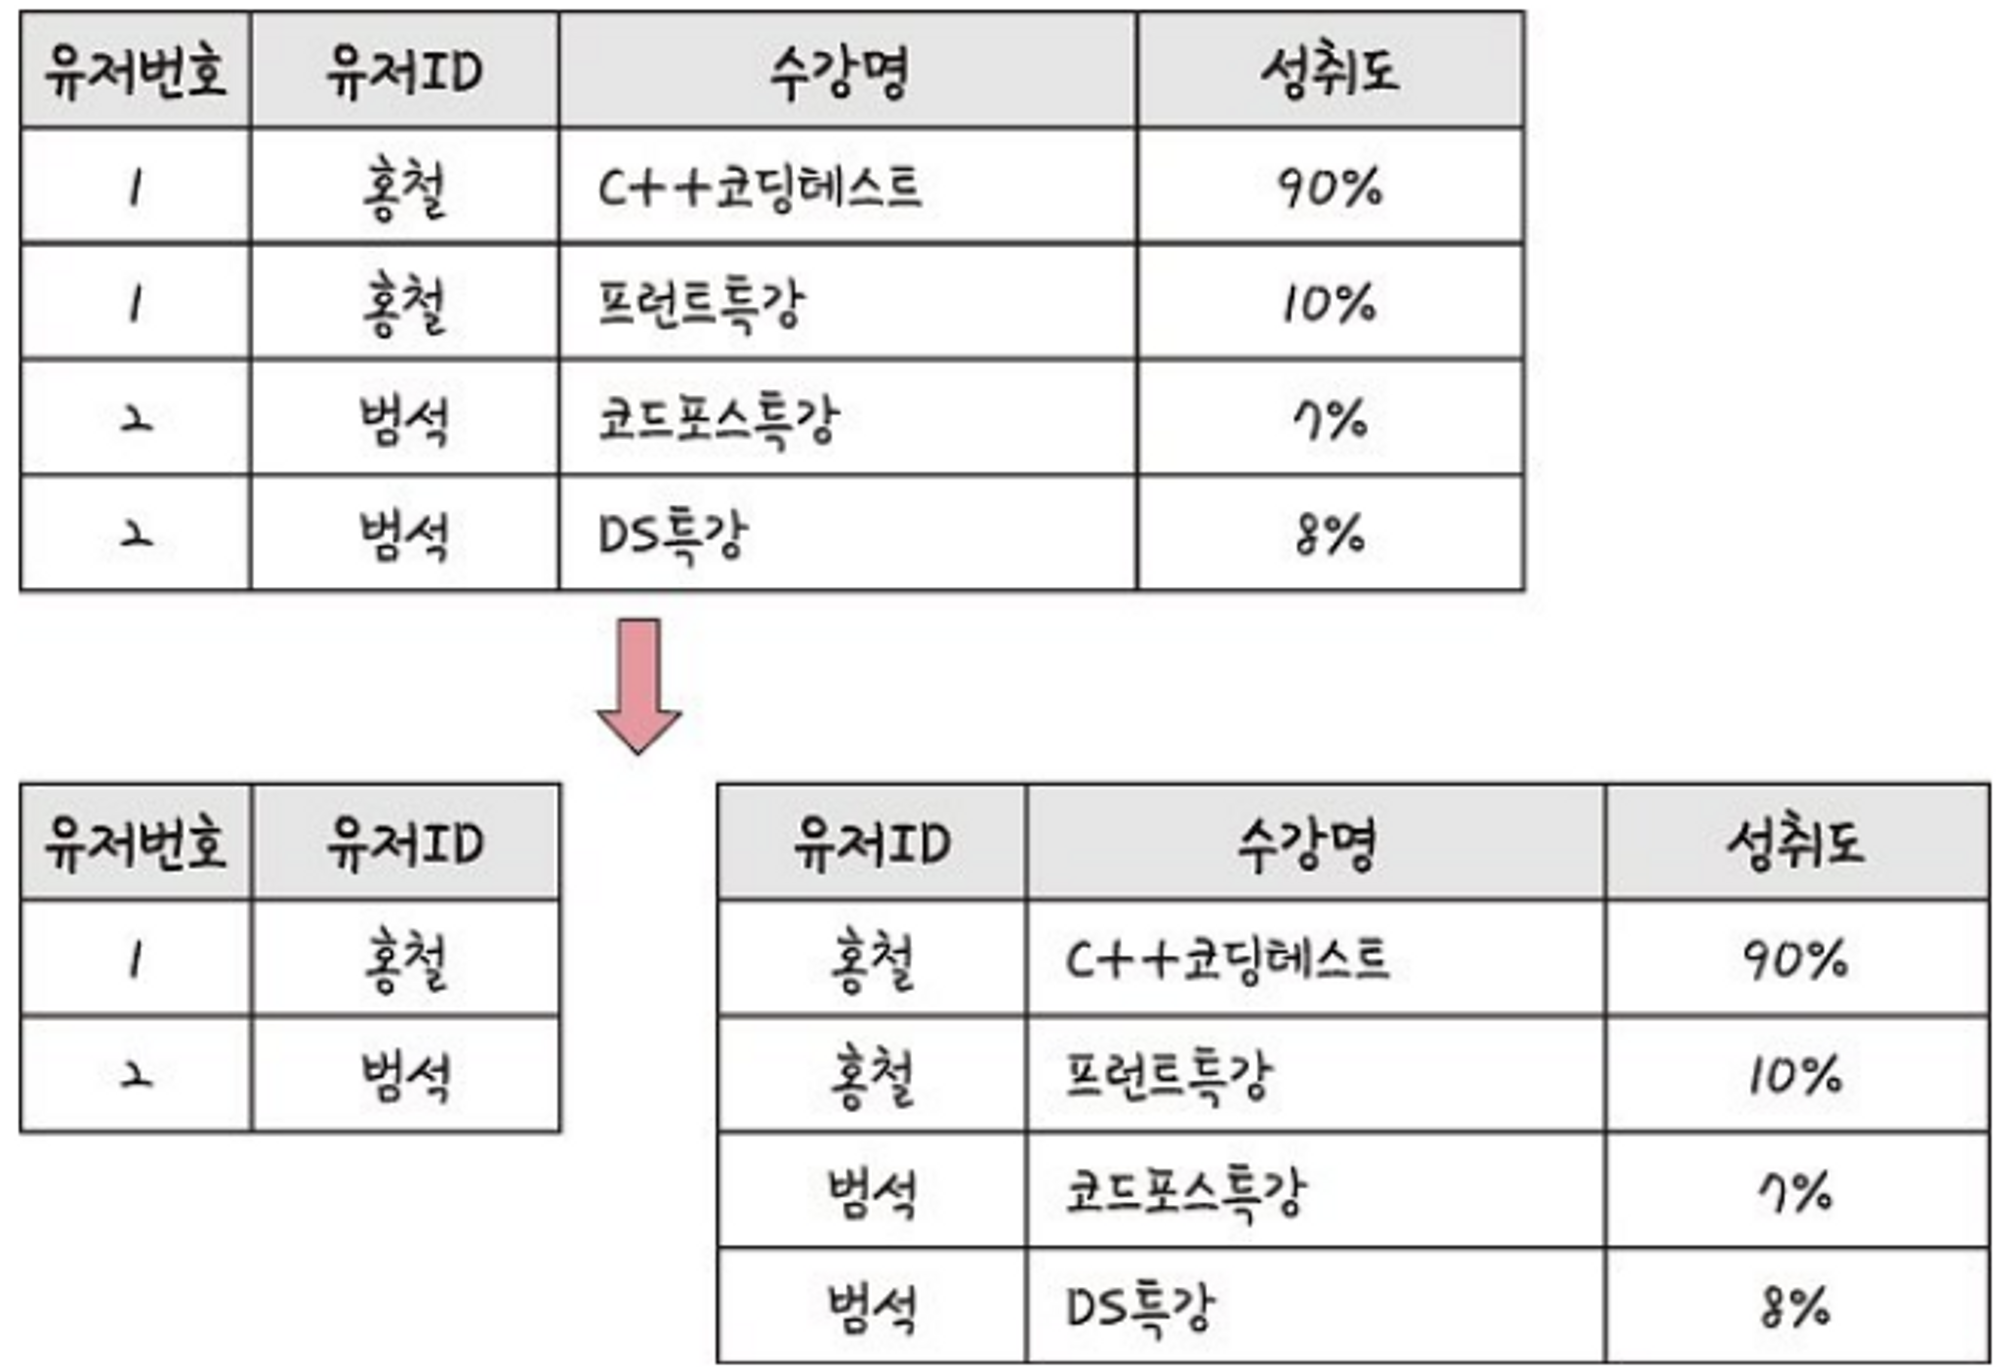 유저번호 유저ID 수강명 성취도
1 홍철 C++코딩테스트 90%
1 홍철 프런트특강 10%
2 범석 코드포스특강 7%
2 범석 DS특강 8%
유저번호 유저ID
1 홍철
2 범석
유저ID 수강명 성취도
홍철 C++코딩테스트 90%
홍철 프런트특강 10%
범석 코드포스특강 7%
범석 DS특강 8%